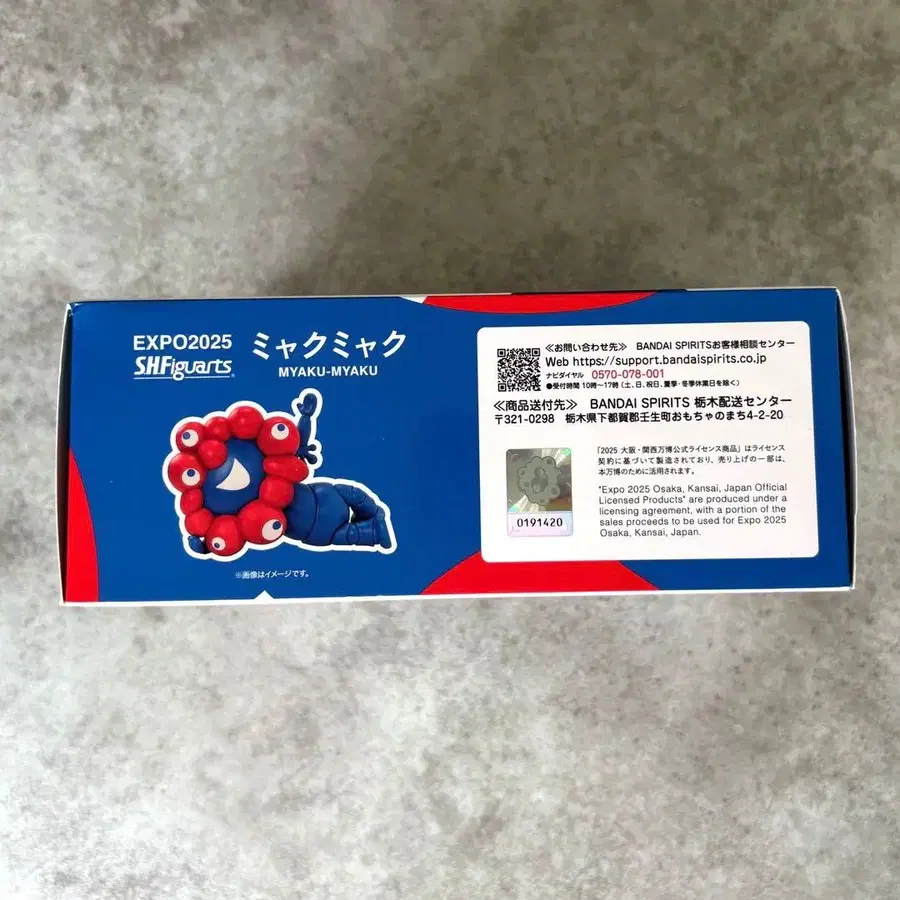 EXPO2025
S.H.Figuarts
ミャクミャク
MYAKU-MYAKU
※画像はイメージです。
≪お問い合わせ先≫ BANDAI SPIRITSお客様相談センター
Web https://support.bandaispirits.co.jp
ナビダイヤル 0570-078-001
●受付時間 10時〜17時 (土、日、祝日、夏季・冬季休業日を除く)
≪商品送付先≫ BANDAI SPIRITS 栃木配送センター
〒321-0298 栃木県下都賀郡壬生町おもちゃのまち4-2-20
「2025 大阪・関西万博公式ライセンス商品」はライセンス
契約に基づいて製造されており、売り上げの一部は、
本万博のために活用されます。
"Expo 2025 Osaka, Kansai, Japan Official
Licensed Products" are produced under a
licensing agreement, with a portion of the
sales proceeds to be used for Expo 2025
Osaka, Kansai, Japan.
0191420